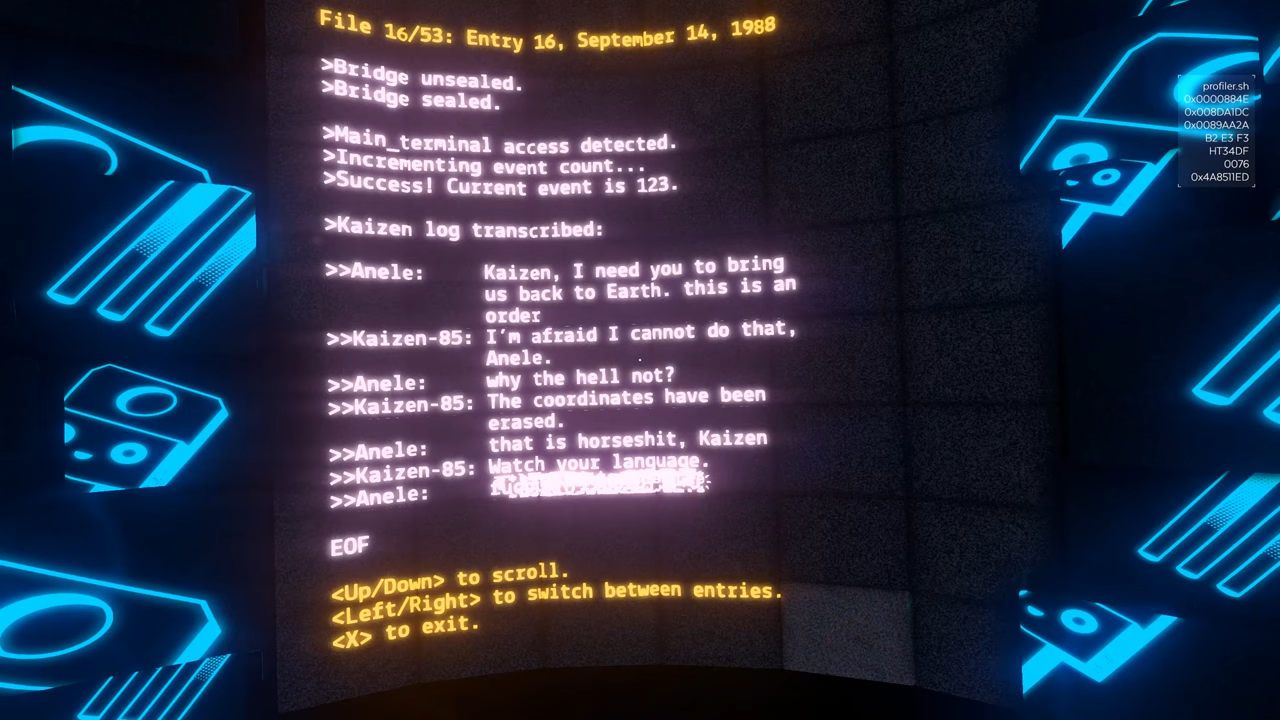 File 16/53: Entry 16, September 14, 1988
>Bridge unsealed.
>Bridge sealed.
>Main_terminal access detected.
>Incrementing event count...
>Success! Current event is 123.
>Kaizen log transcribed:
>>Anele: Kaizen, I need you to bring
us back to Earth. this is an
order
>>Kaizen-85: I'm afraid I cannot do that,
Anele.
>>Anele: why the hell not?
>>Kaizen-85: The coordinates have been
erased.
>>Anele: that is horseshit, Kaizen
>>Kaizen-85: Watch your language.
>>Anele:
EOF
<Up/Down> to scroll.
<Left/Right> to switch between entries.
<X> to exit.
profiler.sh
0x0000884E
0x008DA1DC
0x0089AA2A
B2 E3 F3
HT34DF
0076
0x4A8511ED